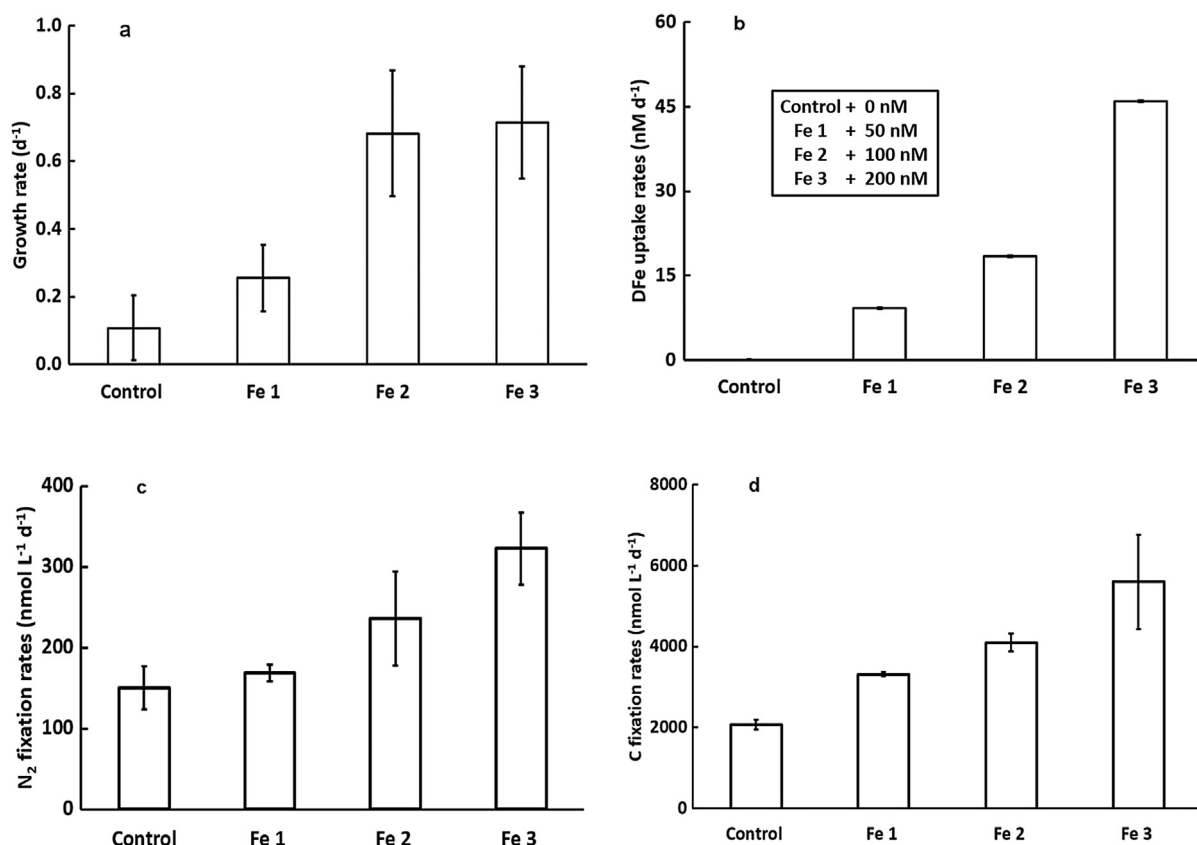 a
Growth rate (d⁻¹)
1.0
0.8
0.6
0.4
0.2
0.0
Control Fe 1 Fe 2 Fe 3
b
DFe uptake rates (nM d⁻¹)
60
45
30
15
0
Control + 0 nM
Fe 1 + 50 nM
Fe 2 + 100 nM
Fe 3 + 200 nM
Control Fe 1 Fe 2 Fe 3
c
N₂ fixation rates (nmol L⁻¹ d⁻¹)
400
300
200
100
0
Control Fe 1 Fe 2 Fe 3
d
C fixation rates (nmol L⁻¹ d⁻¹)
8000
6000
4000
2000
0
Control Fe 1 Fe 2 Fe 3